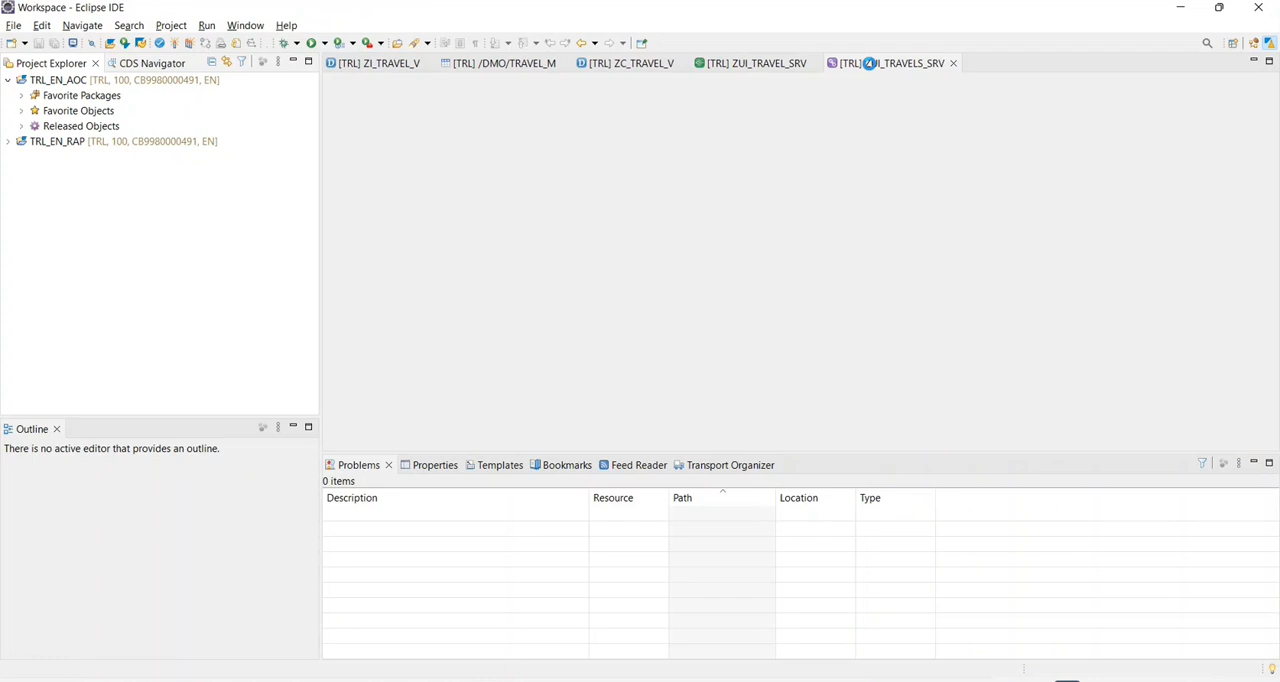 Workspace - Eclipse IDE
File Edit Navigate Search Project Run Window Help
Project Explorer CDS Navigator
[TRL] ZI_TRAVEL_V [TRL] /DMO/TRAVEL_M [TRL] ZC_TRAVEL_V [TRL] ZUI_TRAVEL_SRV [TRL] UI_TRAVELS_SRV
TRL_EN_AOC [TRL, 100, CB9980000491, EN]
Favorite Packages
Favorite Objects
Released Objects
TRL_EN_RAP [TRL, 100, CB9980000491, EN]
Outline
There is no active editor that provides an outline.
Problems Properties Templates Bookmarks Feed Reader Transport Organizer
0 items
Description Resource Path Location Type